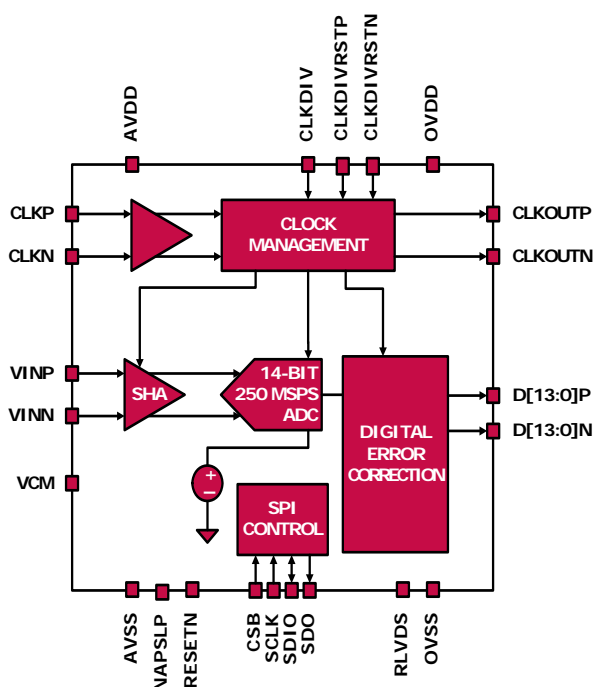 AVDD
CLKDIV
CLKDIVRSTP
CLKDIVRSTN
OVDD
CLKP
CLKN
CLOCK
MANAGEMENT
CLKOUTP
CLKOUTN
VINP
VINN
SHA
14-BIT
250 MSPS
ADC
DIGITAL
ERROR
CORRECTION
D[13:0]P
D[13:0]N
VCM
+
–
SPI
CONTROL
AVSS
NAPSLP
RESETN
CSB
SCLK
SDIO
SDO
RLVDS
OVSS